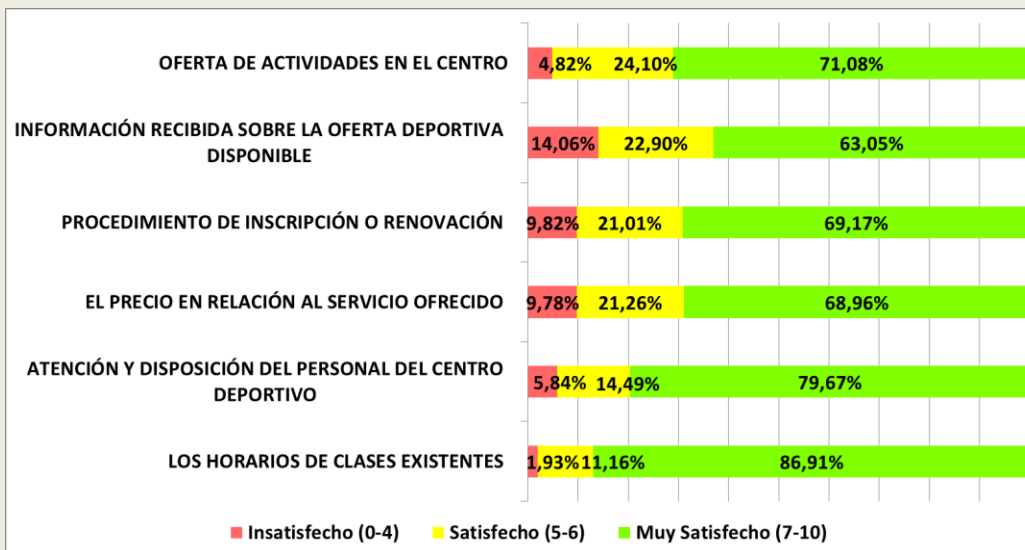 OFERTA DE ACTIVIDADES EN EL CENTRO
4,82% 24,10% 71,08%
INFORMACIÓN RECIBIDA SOBRE LA OFERTA DEPORTIVA
DISPONIBLE
14,06% 22,90% 63,05%
PROCEDIMIENTO DE INSCRIPCIÓN O RENOVACIÓN
9,82% 21,01% 69,17%
EL PRECIO EN RELACIÓN AL SERVICIO OFRECIDO
9,78% 21,26% 68,96%
ATENCIÓN Y DISPOSICIÓN DEL PERSONAL DEL CENTRO
DEPORTIVO
5,84% 14,49% 79,67%
LOS HORARIOS DE CLASES EXISTENTES
1,93% 11,16% 86,91%
Insatisfecho (0-4) Satisfecho (5-6) Muy Satisfecho (7-10)